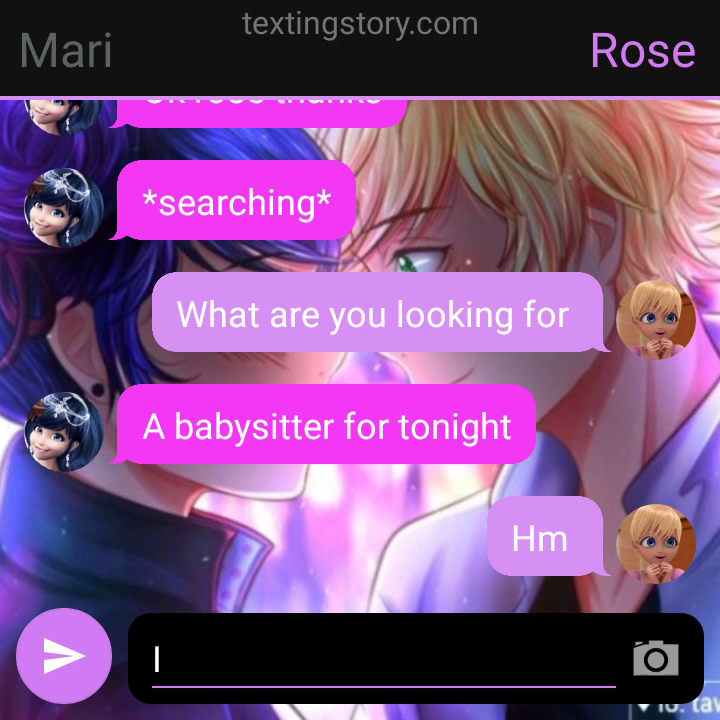 textingstory.com
Mari
Rose
*searching*
What are you looking for
A babysitter for tonight
Hm